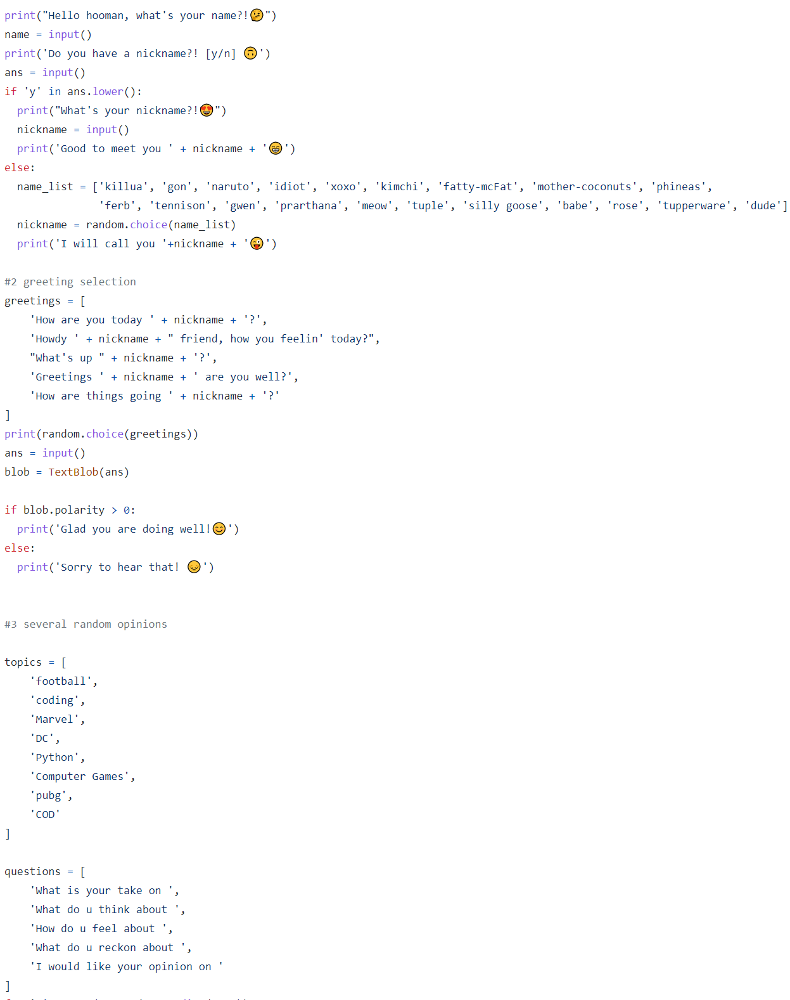 print("Hello hooman, what's your name?!🤔")
name = input()
print('Do you have a nickname?! [y/n] 🙃')
ans = input()
if 'y' in ans.lower():
  print("What's your nickname?!😍")
  nickname = input()
  print('Good to meet you ' + nickname + '😁')
else:
  name_list = ['killua', 'gon', 'naruto', 'idiot', 'xoxo', 'kimchi', 'fatty-mcFat', 'mother-coconuts', 'phineas',
               'ferb', 'tennison', 'gwen', 'prarthana', 'meow', 'tuple', 'silly goose', 'babe', 'rose', 'tupperware', 'dude']
  nickname = random.choice(name_list)
  print('I will call you '+nickname + '😜')
#2 greeting selection
greetings = [
    'How are you today ' + nickname + '?',
    'Howdy ' + nickname + " friend, how you feelin' today?",
    "What's up " + nickname + '?',
    'Greetings ' + nickname + ' are you well?',
    'How are things going ' + nickname + '?'
]
print(random.choice(greetings))
ans = input()
blob = TextBlob(ans)
if blob.polarity > 0:
  print('Glad you are doing well!😊')
else:
  print('Sorry to hear that! 😞')
#3 several random opinions
topics = [
    'football',
    'coding',
    'Marvel',
    'DC',
    'Python',
    'Computer Games',
    'pubg',
    'COD'
]
questions = [
    'What is your take on ',
    'What do u think about ',
    'How do u feel about ',
    'What do u reckon about ',
    'I would like your opinion on '
]